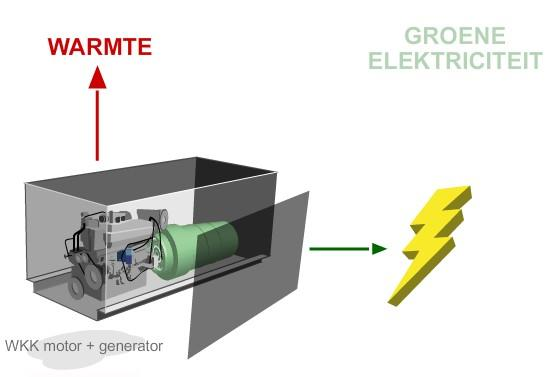 WARMTE
GROENE
ELEKTRICITEIT
WKK motor + generator